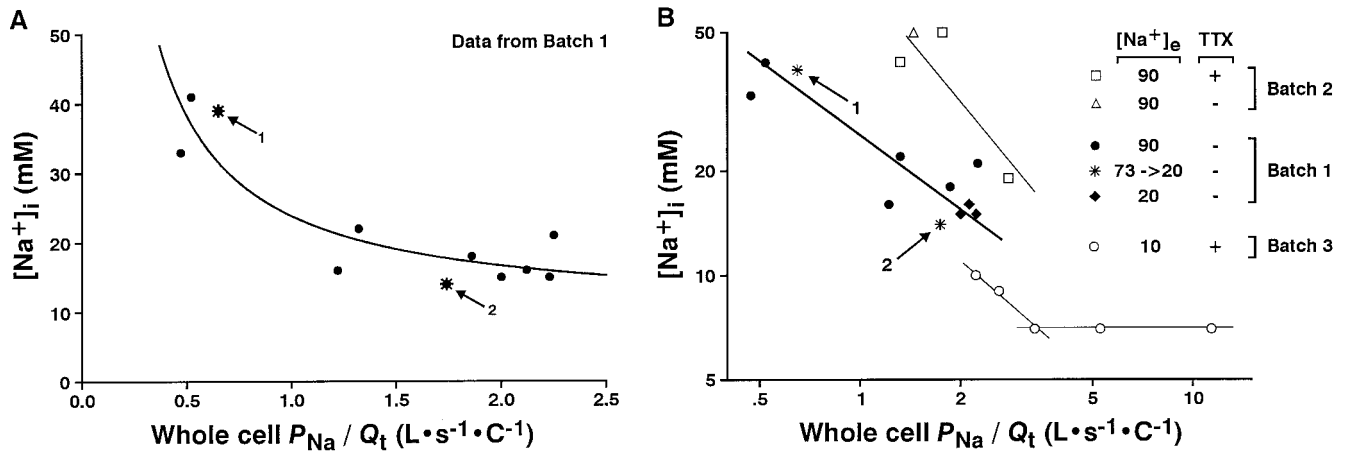 A
Data from Batch 1
[Na+]i (mM)
50
40
30
20
10
0
1
2
0.0 0.5 1.0 1.5 2.0 2.5
Whole cell PNa / Qt (L•s-1•C-1)
B
[Na+]i (mM)
50
20
10
5
1
2
[Na+]e TTX
90 + Batch 2
90 -
90 - Batch 1
73 ->20 -
20 -
10 + Batch 3
.5 1 2 5 10
Whole cell PNa / Qt (L•s-1•C-1)